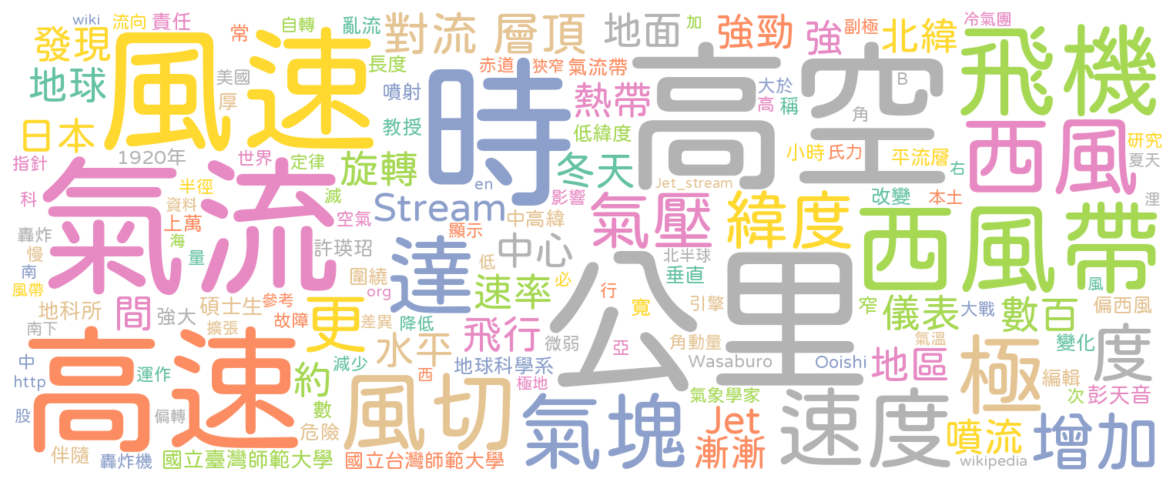 wiki 流向 責任
發現
風速
常
自轉
亂流
對流
層頂
地面
加
強勁
強
副極
北緯
冷氣團
飛機
地球
美國
厚
長度
噴射
教授
時
赤道
狹窄
氣流帶
熱帶
大於
高
稱
高空
B
角
日本
1920年
指針
世界
定律
旋轉
低緯度
冬天
小時
氏力
平流層
右
西風
研究
夏天
科
氣流
半徑
資料
上萬
海
量
滅
空氣
en
Stream
影響
Jet_stream
氣壓
緯度
改變
本土
西風帶
浬
轟炸
慢
南
風帶
許瑛玿
顯示
中高緯
達
中心
北半球
垂直
公里
風
地科所
間
碩士生
強大
擴張
參考
故障
圍繞
org
差異
更
降低
低
速率
必
行
寬
引擎
窄
儀表
大戰
數百
偏西風
南下
中
http
運作
減少
水平
飛行
微弱
亞
角動量
氣溫
變化
度
高速
約
西
地球科學系
Wasaburo
Ooishi
地區
極
編輯
股
偏轉
數
極地
風切
氣塊
氣象學家
Jet
速度
次
彭天音
伴隨
轟炸機
危險
國立臺灣師範大學
國立台灣師範大學
漸漸
噴流
wikipedia
增加